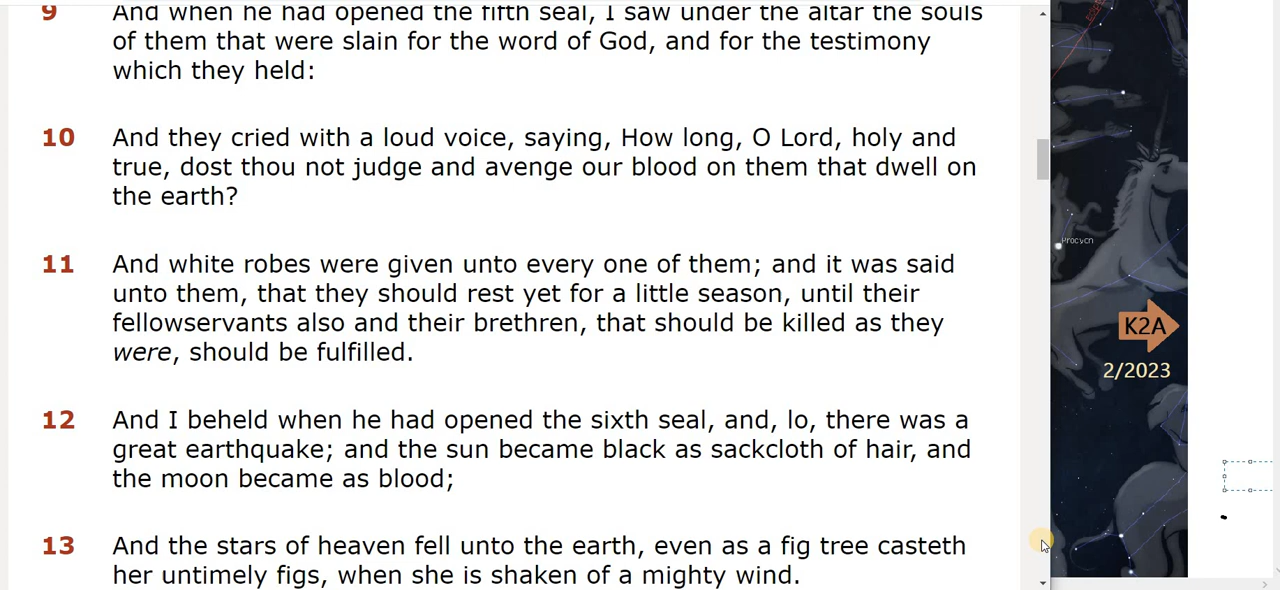 9 And when he had opened the fifth seal, I saw under the altar the souls
of them that were slain for the word of God, and for the testimony
which they held:
10 And they cried with a loud voice, saying, How long, O Lord, holy and
true, dost thou not judge and avenge our blood on them that dwell on
the earth?
11 And white robes were given unto every one of them; and it was said
unto them, that they should rest yet for a little season, until their
fellowservants also and their brethren, that should be killed as they
were, should be fulfilled.
12 And I beheld when he had opened the sixth seal, and, lo, there was a
great earthquake; and the sun became black as sackcloth of hair, and
the moon became as blood;
13 And the stars of heaven fell unto the earth, even as a fig tree casteth
her untimely figs, when she is shaken of a mighty wind.
Procyon
K2A
2/2023